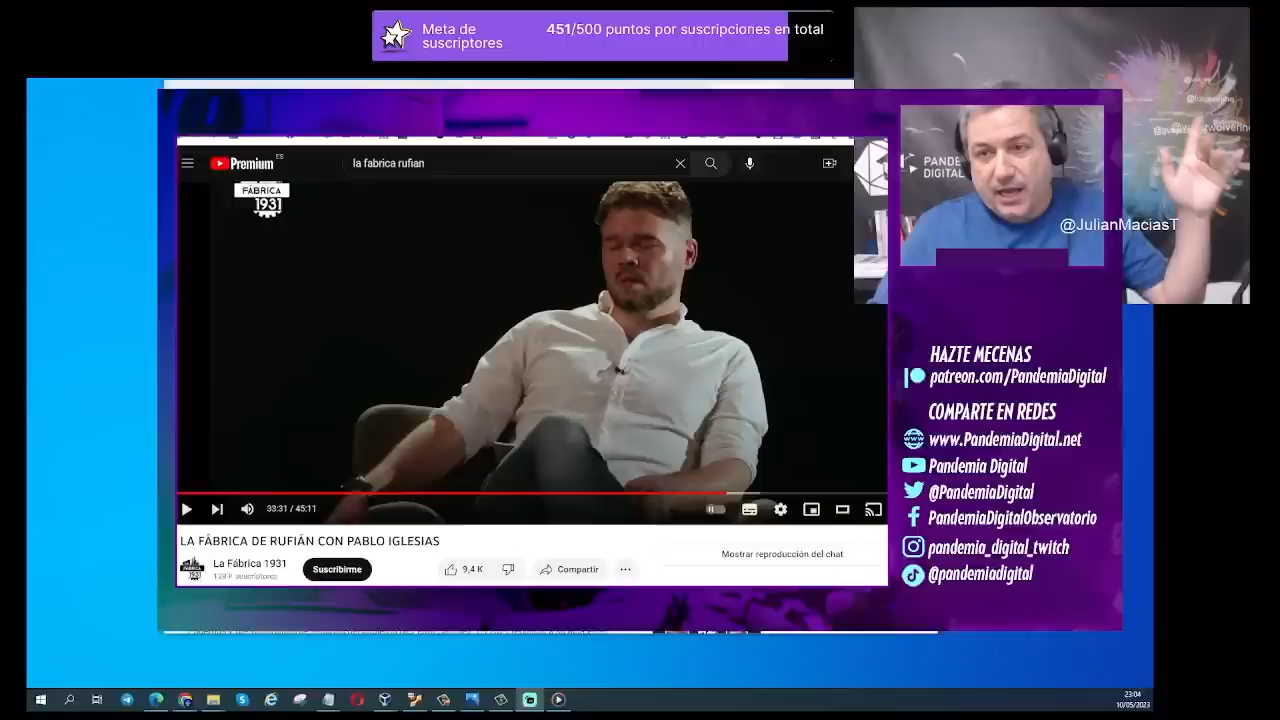 Meta de
suscriptores
451/500 puntos por suscripciones en total
Premium ES
la fabrica rufian
FÁBRICA
1931
PANDE
DIGITAL
@JulianMaciasT
33:31 / 45:11
LA FÁBRICA DE RUFIÁN CON PABLO IGLESIAS
La Fábrica 1931
Suscribirme
9,4 K
Compartir
Mostrar reproducción del chat
HAZTE MECENAS
patreon.com/PandemiaDigital
COMPARTE EN REDES
www.PandemiaDigital.net
Pandemia Digital
@PandemiaDigital
PandemiaDigitalObservatorio
pandemia_digital_twitch
@pandemiadigital
23:04
10/05/2023